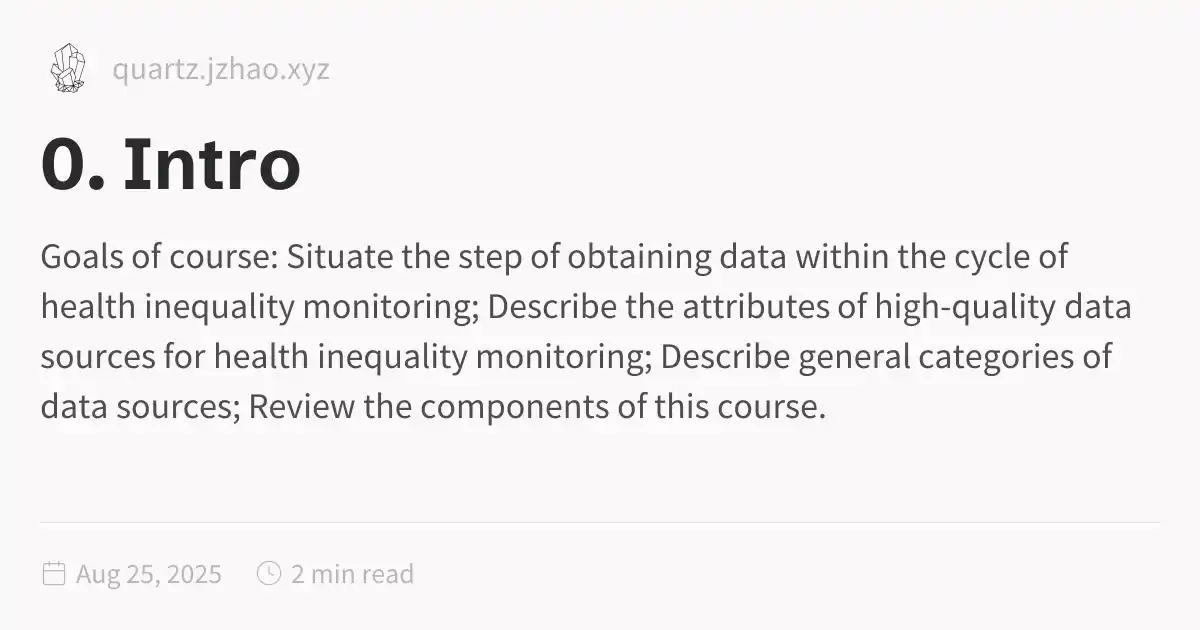 quartz.jzhao.xyz
0. Intro
Goals of course: Situate the step of obtaining data within the cycle of
health inequality monitoring; Describe the attributes of high-quality data
sources for health inequality monitoring; Describe general categories of
data sources; Review the components of this course.
Aug 25, 2025 2 min read